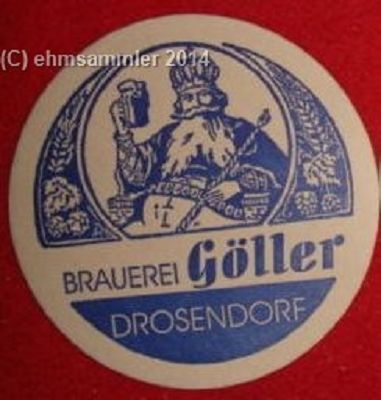 (C) ehmsammler 2014
BRAUEREI Göller
DROSENDORF